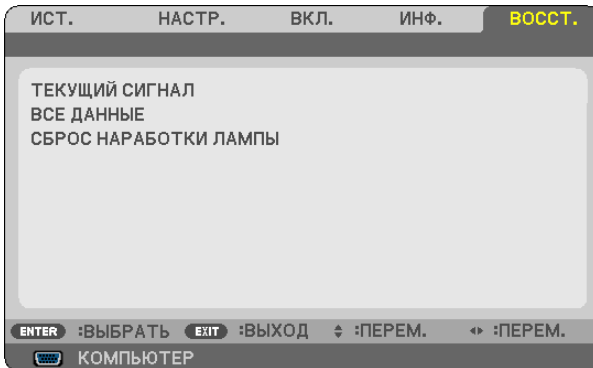 ИСТ. НАСТР. ВКЛ. ИНФ. ВОССТ.
ТЕКУЩИЙ СИГНАЛ
ВСЕ ДАННЫЕ
СБРОС НАРАБОТКИ ЛАМПЫ
ENTER :ВЫБРАТЬ EXIT :ВЫХОД :ПЕРЕМ. :ПЕРЕМ.
КОМПЬЮТЕР